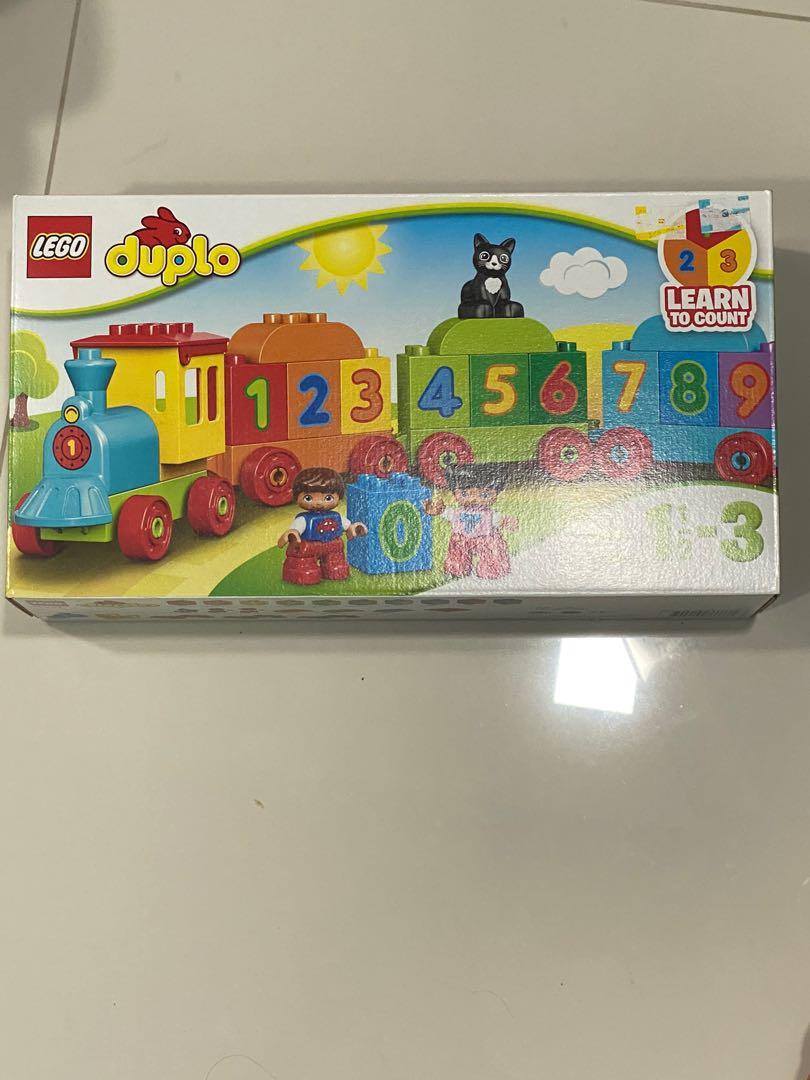 LEGO
duplo
2 3
LEARN
TO COUNT
1 2 3 4 5 6 7 8 9
1
0
1½-3